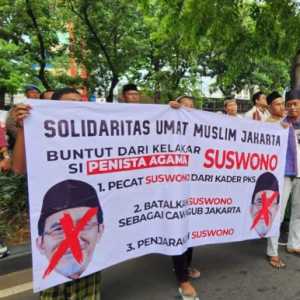 SOLIDARITAS UMAT MUSLIM JAKARTA
BUNTUT DARI KELAKAR
SI PENISTA AGAMA SUSWONO
1. PECAT SUSWONO DARI KADER PKS
2. BATALKAN SUSWONO
SEBAGAI CAWAGUB JAKARTA
3. PENJARAKAN SUSWONO